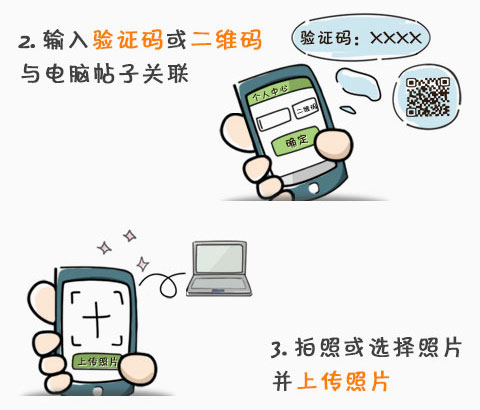 2. 输入验证码或二维码
与电脑帖子关联
验证码：XXXX
个人中心
二维码
确定
上传照片
3. 拍照或选择照片
并上传照片